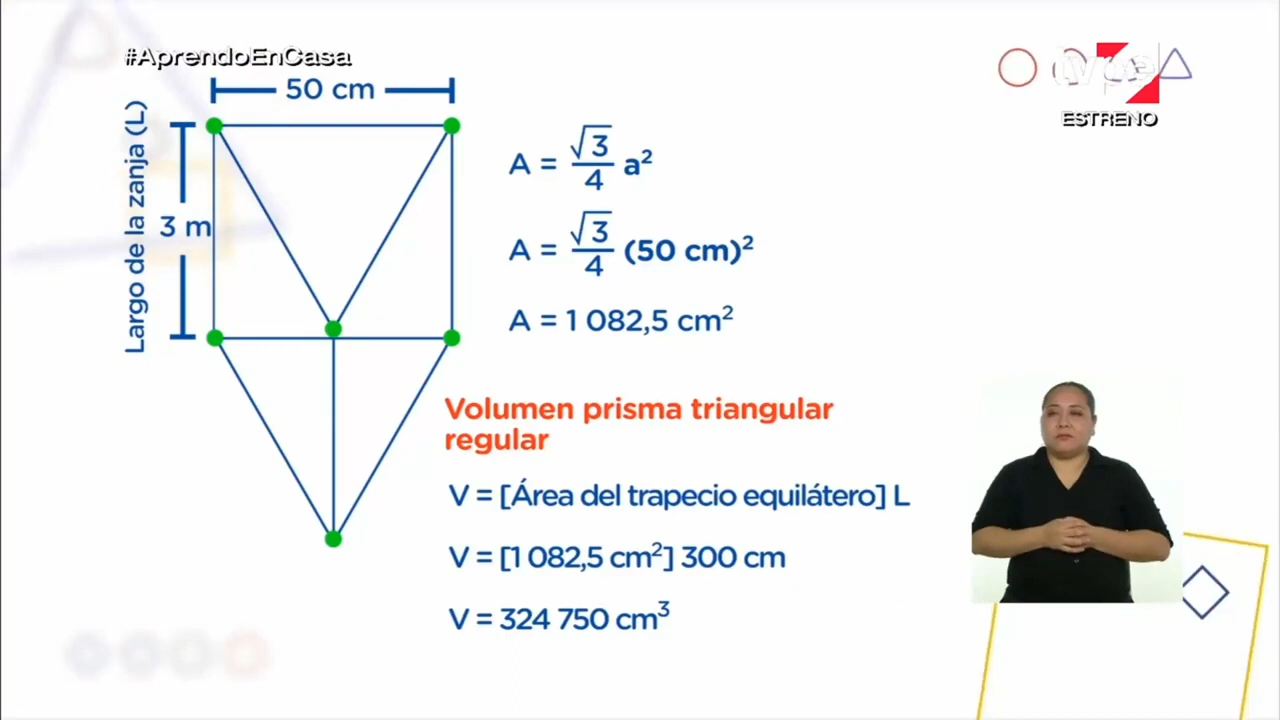 #AprendoEnCasa
tvpe
ESTRENO
50 cm
Largo de la zanja (L)
3 m
A = √3/4 a²
A = √3/4 (50 cm)²
A = 1 082,5 cm²
Volumen prisma triangular
regular
V = [Área del trapecio equilátero] L
V = [1 082,5 cm²] 300 cm
V = 324 750 cm³